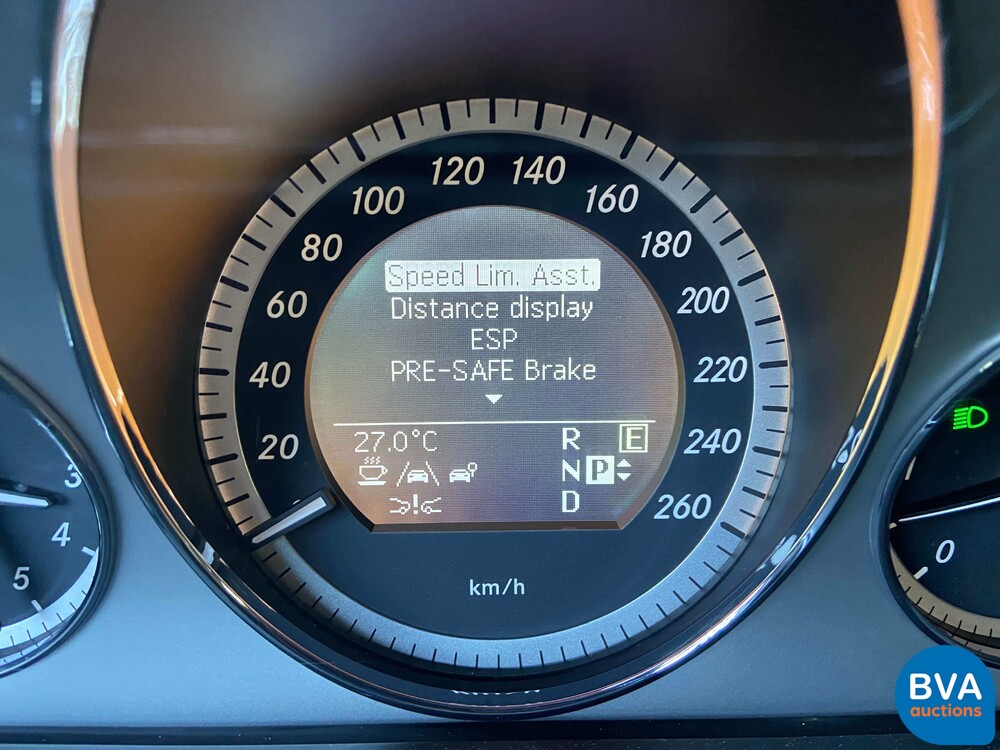 120 140
100 160
80 180
60 200
40 220
20 240
260
Speed Lim. Asst.
Distance display
ESP
PRE-SAFE Brake
27.0°C R E
N P
D
km/h
3
4
5
0
BVA
auctions